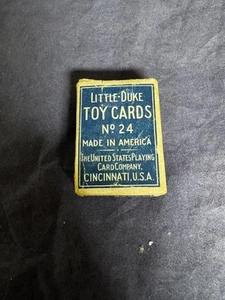 LITTLE-DUKE
TOY CARDS
No 24
MADE IN AMERICA
THE UNITED STATES PLAYING
CARD COMPANY,
CINCINNATI, U.S.A.